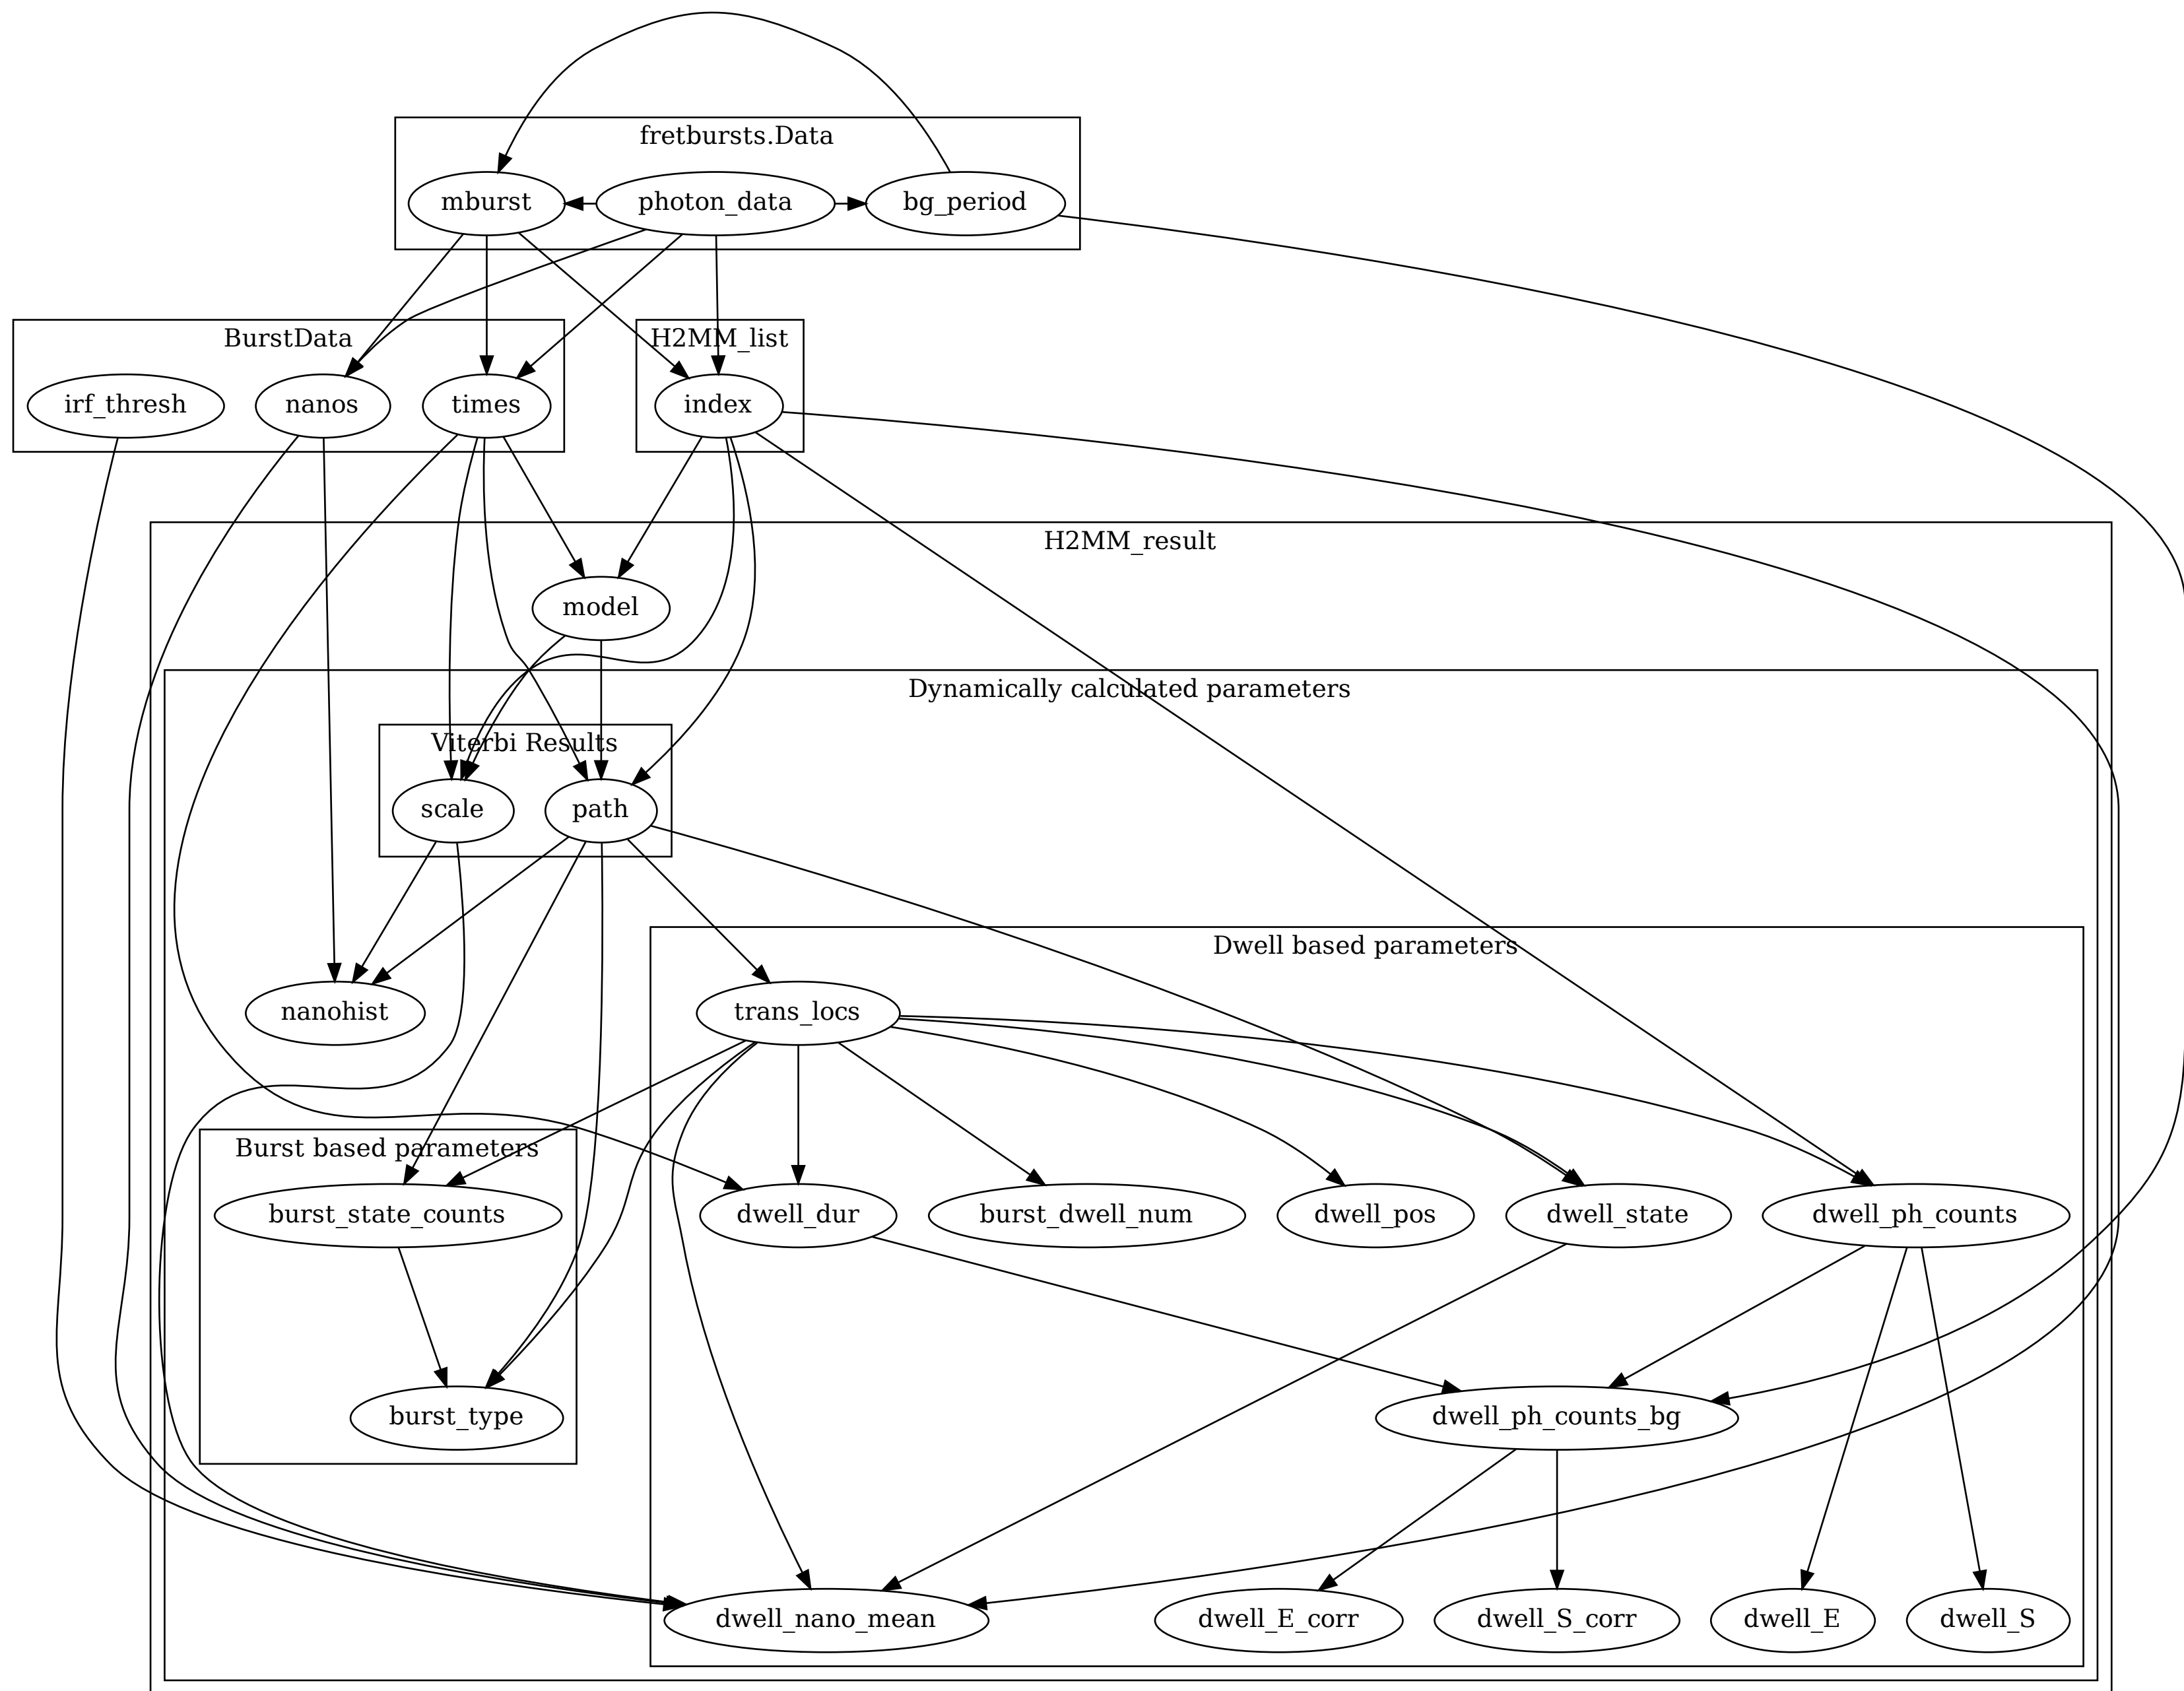 fretbursts.Data
mburst
photon_data
bg_period
BurstData
H2MM_list
irf_thresh
nanos
times
index
H2MM_result
model
Dynamically calculated parameters
Viterbi Results
scale
path
Dwell based parameters
nanohist
trans_locs
Burst based parameters
burst_state_counts
dwell_dur
burst_dwell_num
dwell_pos
dwell_state
dwell_ph_counts
burst_type
dwell_ph_counts_bg
dwell_nano_mean
dwell_E_corr
dwell_S_corr
dwell_E
dwell_S